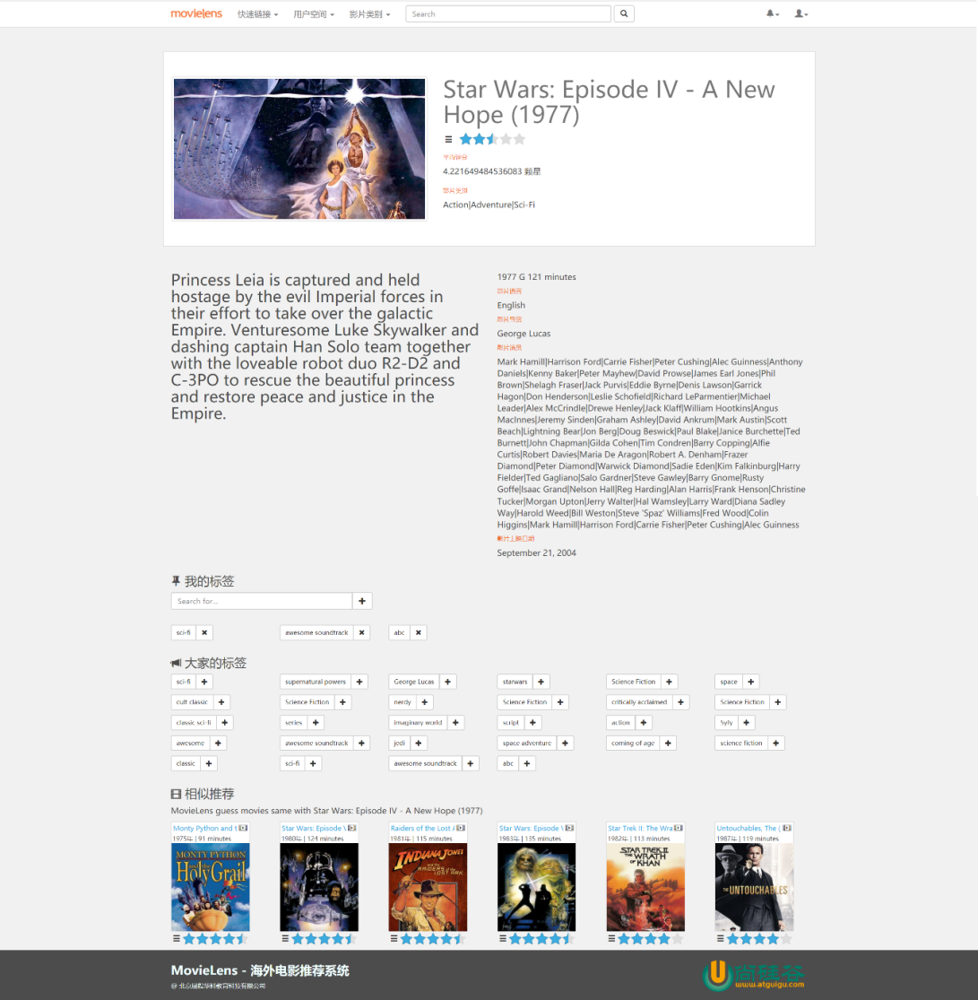 movielens 快速链接 用户空间 影片类别 Search
Star Wars: Episode IV - A New
Hope (1977)
平均评分
4.221649484536083 颗星
影片类别
Action|Adventure|Sci-Fi
Princess Leia is captured and held
hostage by the evil Imperial forces in
their effort to take over the galactic
Empire. Venturesome Luke Skywalker and
dashing captain Han Solo team together
with the loveable robot duo R2-D2 and
C-3PO to rescue the beautiful princess
and restore peace and justice in the
Empire.
1977 G 121 minutes
影片语言
English
影片导演
George Lucas
影片演员
Mark Hamill|Harrison Ford|Carrie Fisher|Peter Cushing|Alec Guinness|Anthony
Daniels|Kenny Baker|Peter Mayhew|David Prowse|James Earl Jones|Phil
Brown|Shelagh Fraser|Jack Purvis|Eddie Byrne|Denis Lawson|Garrick
Hagon|Don Henderson|Leslie Schofield|Richard LeParmentier|Michael
Leader|Alex McCrindle|Drewe Henley|Jack Klaff|William Hootkins|Angus
MacInnes|Jeremy Sinden|Graham Ashley|David Ankrum|Mark Austin|Scott
Beach|Lightning Bear|Jon Berg|Doug Beswick|Paul Blake|Janice Burchette|Ted
Burnett|John Chapman|Gilda Cohen|Tim Condren|Barry Copping|Alfie
Curtis|Robert Davies|Maria De Aragon|Robert A. Denham|Frazer
Diamond|Peter Diamond|Warwick Diamond|Sadie Eden|Kim Falkinburg|Harry
Fielder|Ted Gagliano|Salo Gardner|Steve Gawley|Barry Gnome|Rusty
Goffe|Isaac Grand|Nelson Hall|Reg Harding|Alan Harris|Frank Henson|Christine
Tucker|Morgan Upton|Jerry Walter|Hal Wamsley|Larry Ward|Diana Sadley
Way|Harold Weed|Bill Weston|Steve 'Spaz' Williams|Fred Wood|Colin
Higgins|Mark Hamill|Harrison Ford|Carrie Fisher|Peter Cushing|Alec Guinness
影片上映日期
September 21, 2004
我的标签
Search for...
sci-fi awesome soundtrack abc
大家的标签
sci-fi supernatural powers George Lucas starwars Science Fiction space
cult classic Science Fiction nerdy Science Fiction critically acclaimed Science Fiction
classic sci-fi series imaginary world script action Syfy
awesome awesome soundtrack jedi space adventure coming of age science fiction
classic sci-fi awesome soundtrack abc
相似推荐
MovieLens guess movies same with Star Wars: Episode IV - A New Hope (1977)
Monty Python and t Star Wars: Episode V Raiders of the Lost A Star Wars: Episode V Star Trek II: The Wra Untouchables, The (
1975年 | 91 minutes 1980年 | 124 minutes 1981年 | 115 minutes 1983年 | 135 minutes 1982年 | 113 minutes 1987年 | 119 minutes
MONTY PYTHON
and the
Holy Grail
INDIANA JONES
and the
RAIDERS of the
LOST ARK
STAR TREK II
THE WRATH
OF KHAN
THE UNTOUCHABLES
MovieLens - 海外电影推荐系统
尚硅谷
www.atguigu.com